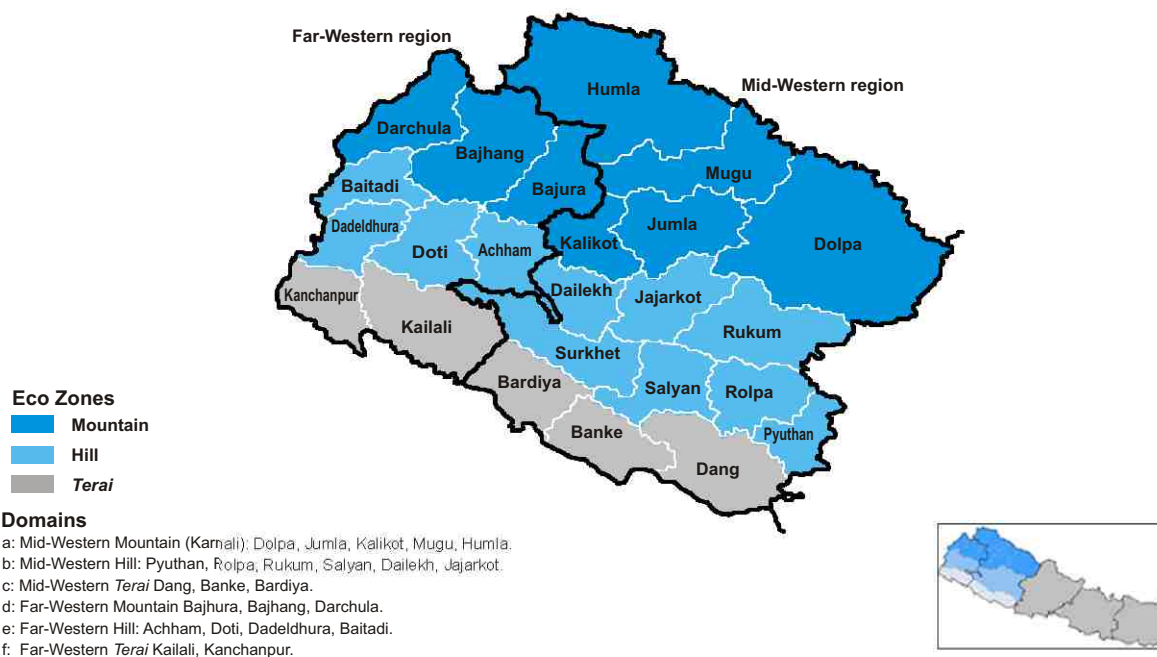 Far-Western region
Mid-Western region
Humla
Darchula
Bajhang
Mugu
Baitadi
Bajura
Dadeldhura
Jumla
Kalikot
Dolpa
Doti
Achham
Dailekh
Jajarkot
Kanchanpur
Kailali
Rukum
Surkhet
Bardiya
Salyan
Rolpa
Banke
Pyuthan
Dang
Eco Zones
Mountain
Hill
Terai
Domains
a: Mid-Western Mountain (Karnali): Dolpa, Jumla, Kalikot, Mugu, Humla.
b: Mid-Western Hill: Pyuthan, Rolpa, Rukum, Salyan, Dailekh, Jajarkot.
c: Mid-Western Terai Dang, Banke, Bardiya.
d: Far-Western Mountain Bajhura, Bajhang, Darchula.
e: Far-Western Hill: Achham, Doti, Dadeldhura, Baitadi.
f: Far-Western Terai Kailali, Kanchanpur.